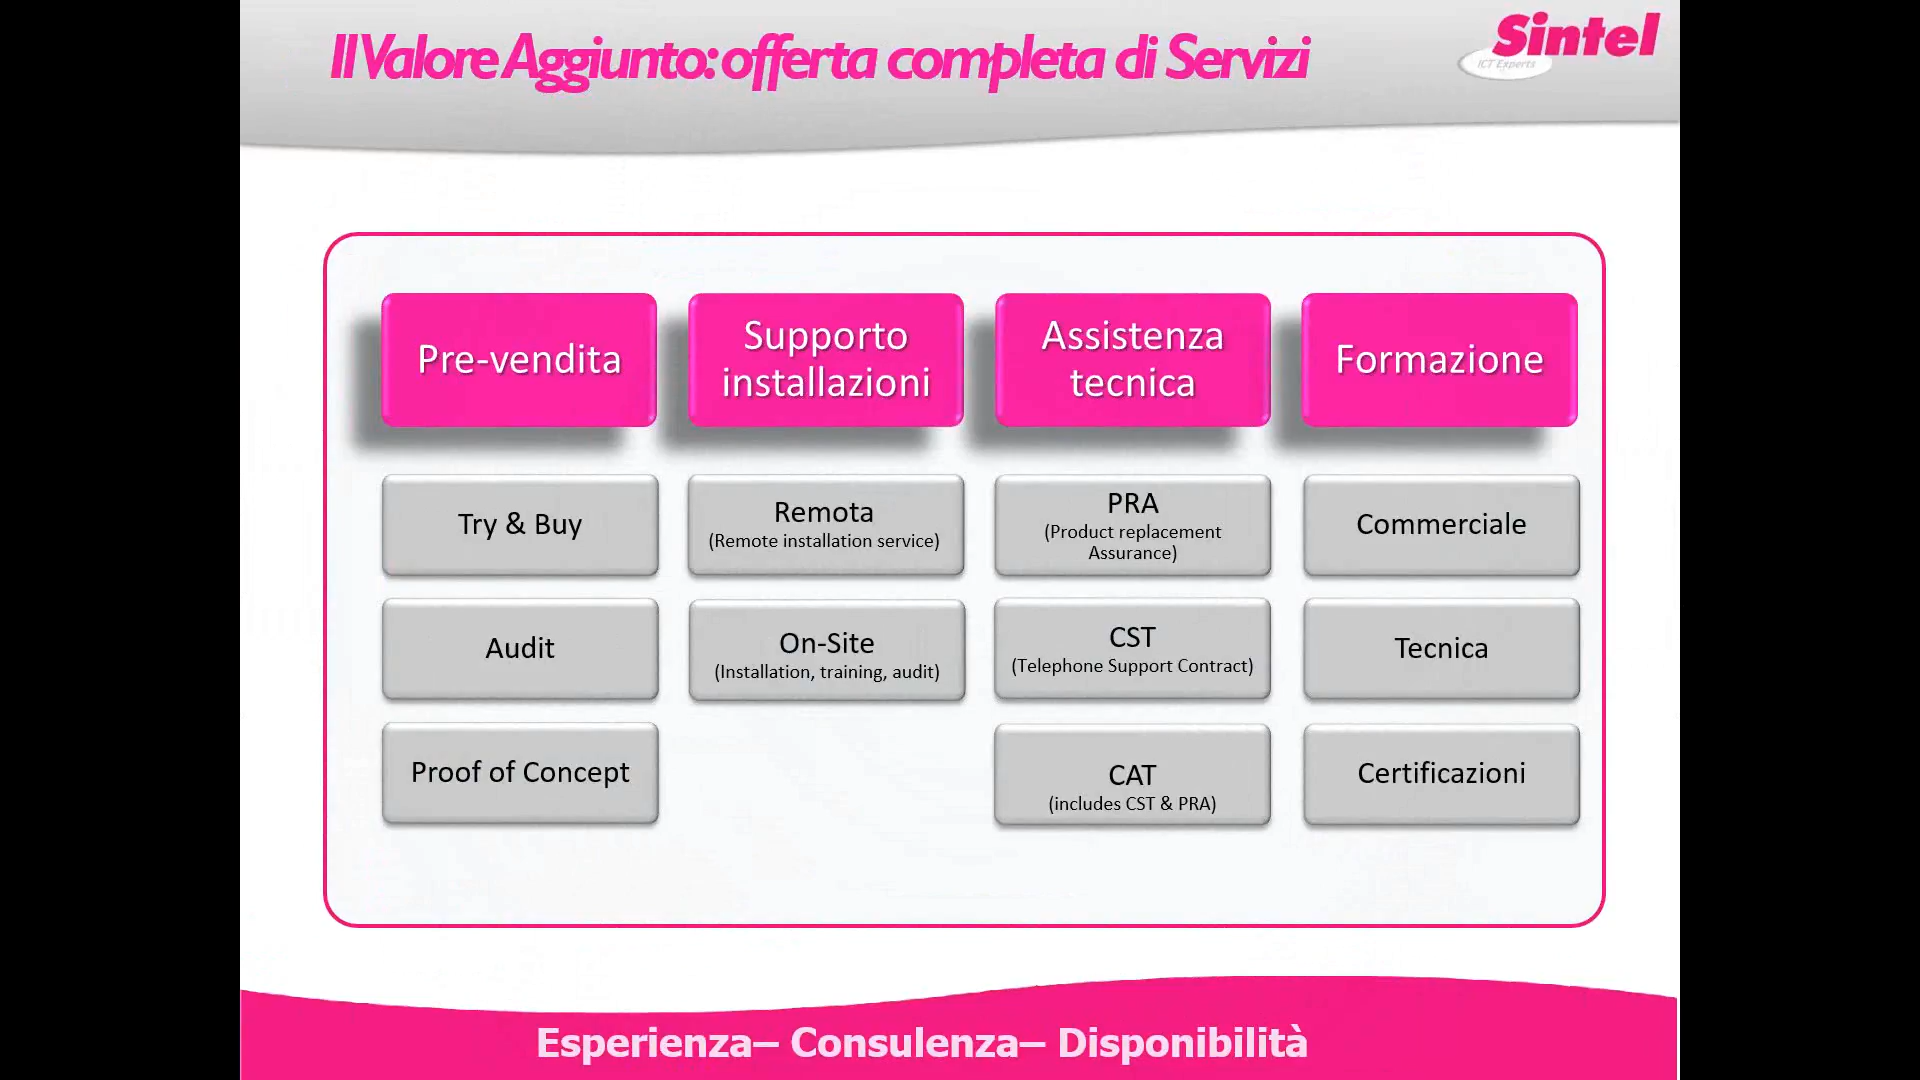 Il Valore Aggiunto: offerta completa di Servizi
Sintel
ICT Experts
Pre-vendita
Try & Buy
Audit
Proof of Concept
Supporto
installazioni
Remota
(Remote installation service)
On-Site
(Installation, training, audit)
Assistenza
tecnica
PRA
(Product replacement
Assurance)
CST
(Telephone Support Contract)
CAT
(includes CST & PRA)
Formazione
Commerciale
Tecnica
Certificazioni
Esperienza– Consulenza– Disponibilità